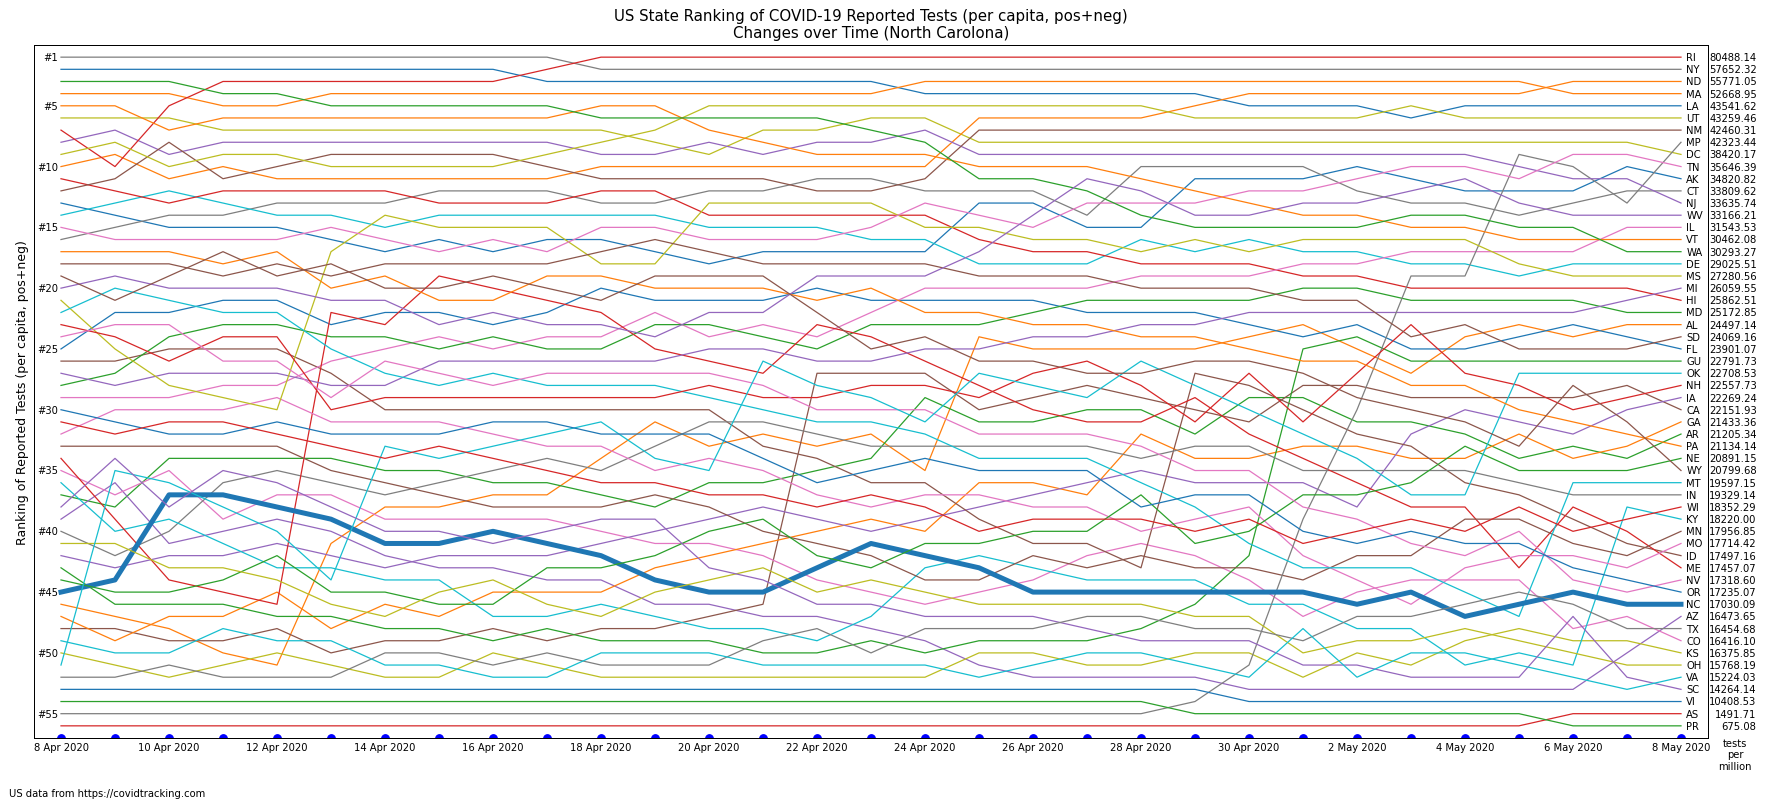 US State Ranking of COVID-19 Reported Tests (per capita, pos+neg)
Changes over Time (North Carolona)
Ranking of Reported Tests (per capita, pos+neg)
#1
#5
#10
#15
#20
#25
#30
#35
#40
#45
#50
#55
RI 80488.14
NY 57652.32
ND 55771.05
MA 52668.95
LA 43541.62
UT 43259.46
NM 42460.31
MP 42323.44
DC 38420.17
TN 35646.39
AK 34820.82
CT 33809.62
NJ 33635.74
WV 33166.21
IL 31543.53
VT 30462.08
WA 30293.27
DE 29025.51
MS 27280.56
MI 26059.55
HI 25862.51
MD 25172.85
AL 24497.14
SD 24069.16
FL 23901.07
GU 22791.73
OK 22708.53
NH 22557.73
IA 22269.24
CA 22151.93
GA 21433.36
AR 21205.34
PA 21134.14
NE 20891.15
WY 20799.68
MT 19597.15
IN 19329.14
WI 18352.29
KY 18220.00
MN 17956.85
MO 17714.42
ID 17497.16
ME 17457.07
NV 17318.60
OR 17235.07
NC 17030.09
AZ 16473.65
TX 16454.68
CO 16416.10
KS 16375.85
OH 15768.19
VA 15224.03
SC 14264.14
VI 10408.53
AS 1491.71
PR 675.08
8 Apr 2020 10 Apr 2020 12 Apr 2020 14 Apr 2020 16 Apr 2020 18 Apr 2020 20 Apr 2020 22 Apr 2020 24 Apr 2020 26 Apr 2020 28 Apr 2020 30 Apr 2020 2 May 2020 4 May 2020 6 May 2020 8 May 2020
tests
per
million
US data from https://covidtracking.com